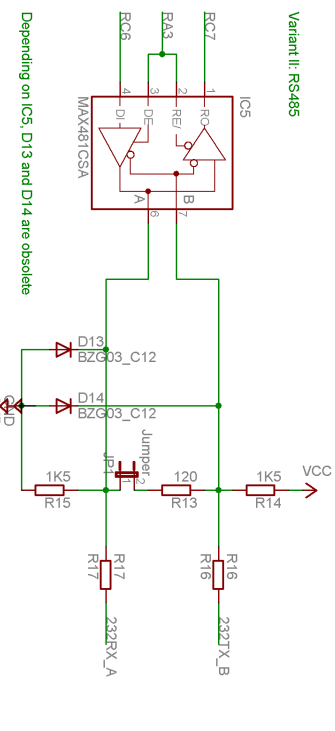 Variant II: RS-485
RC6
RA3
RC7
IC5
4
3
2
1
DI
DE
RE/
RO
MAX481CSA
A
B
6
7
Depending on IC5, D13 and D14 are obsolete
D13
BZG03_C12
D14
BZG03_C12
GND
Jumper
JP1
1
2
VCC
1K5
120
1K5
R15
R13
R14
R17
R17
R16
R16
232RX_A
232TX_B